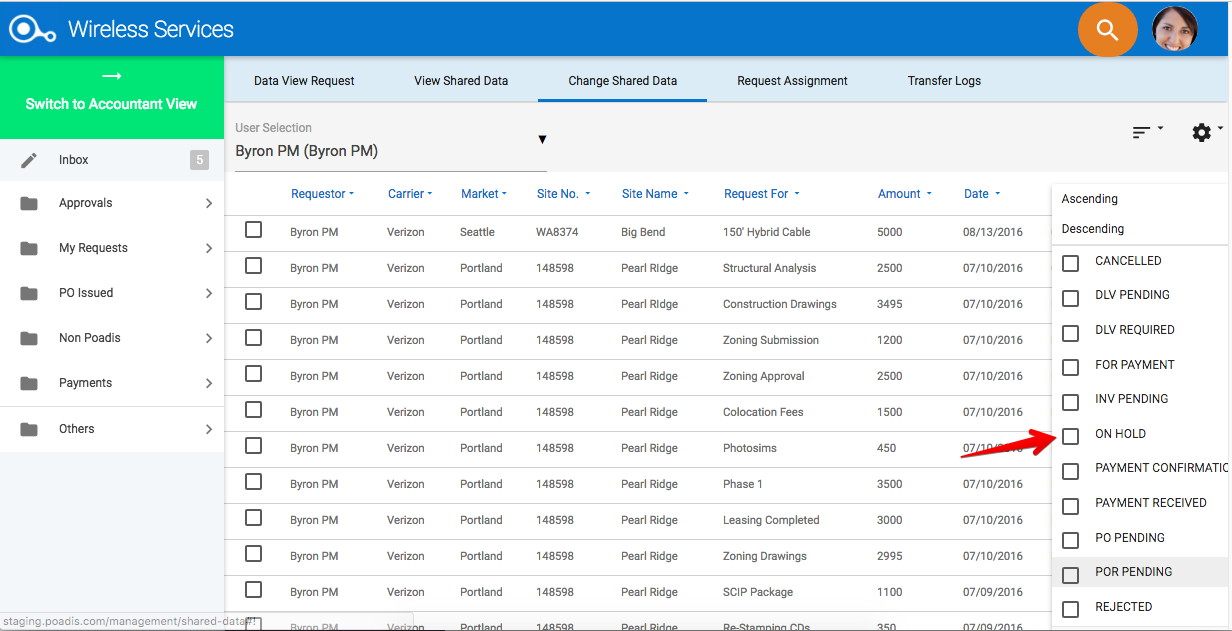 Wireless Services
Switch to Accountant View
Inbox 5
Approvals
My Requests
PO Issued
Non Poadis
Payments
Others
Data View Request View Shared Data Change Shared Data Request Assignment Transfer Logs
User Selection
Byron PM (Byron PM)
Requestor Carrier Market Site No. Site Name Request For Amount Date
Byron PM Verizon Seattle WA8374 Big Bend 150' Hybrid Cable 5000 08/13/2016
Byron PM Verizon Portland 148598 Pearl RIdge Structural Analysis 2500 07/10/2016
Byron PM Verizon Portland 148598 Pearl RIdge Construction Drawings 3495 07/10/2016
Byron PM Verizon Portland 148598 Pearl Ridge Zoning Submission 1200 07/10/2016
Byron PM Verizon Portland 148598 Pearl Ridge Zoning Approval 2500 07/10/2016
Byron PM Verizon Portland 148598 Pearl Ridge Colocation Fees 1500 07/10/2016
Byron PM Verizon Portland 148598 Pearl Ridge Photosims 450 07/10/2016
Byron PM Verizon Portland 148598 Pearl Ridge Phase 1 3500 07/10/2016
Byron PM Verizon Portland 148598 Pearl Ridge Leasing Completed 3000 07/10/2016
Byron PM Verizon Portland 148598 Pearl Ridge Zoning Drawings 2995 07/10/2016
Byron PM Verizon Portland 148598 Pearl Ridge SCIP Package 1100 07/09/2016
Byron PM Verizon Portland 148598 Pearl Ridge Re-Stamping CDs 350 07/09/2016
Ascending
Descending
CANCELLED
DLV PENDING
DLV REQUIRED
FOR PAYMENT
INV PENDING
ON HOLD
PAYMENT CONFIRMATIO
PAYMENT RECEIVED
PO PENDING
POR PENDING
REJECTED
staging.poadis.com/management/shared-data#!